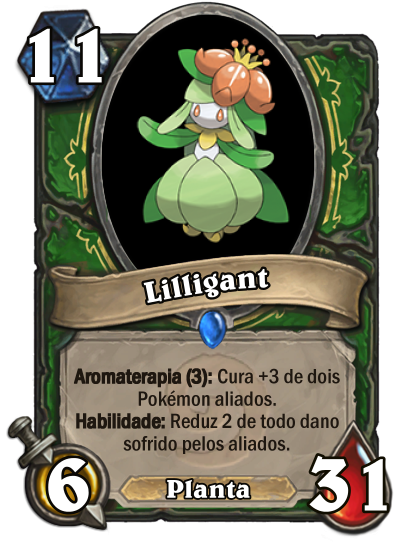 11
Lilligant
Aromaterapia (3): Cura +3 de dois
Pokémon aliados.
Habilidade: Reduz 2 de todo dano
sofrido pelos aliados.
6
Planta
31